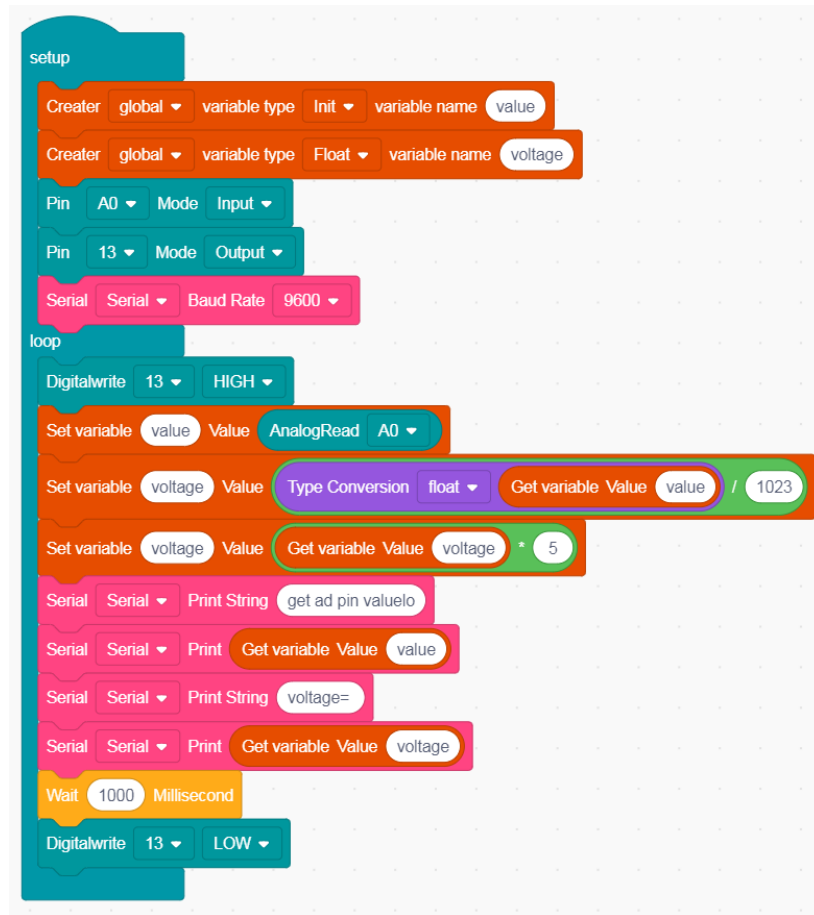 setup
Creater global variable type Init variable name value
Creater global variable type Float variable name voltage
Pin A0 Mode Input
Pin 13 Mode Output
Serial Serial Baud Rate 9600
loop
Digitalwrite 13 HIGH
Set variable value Value AnalogRead A0
Set variable voltage Value Type Conversion float Get variable Value value / 1023
Set variable voltage Value Get variable Value voltage * 5
Serial Serial Print String get ad pin valuelo
Serial Serial Print Get variable Value value
Serial Serial Print String voltage=
Serial Serial Print Get variable Value voltage
Wait 1000 Millisecond
Digitalwrite 13 LOW